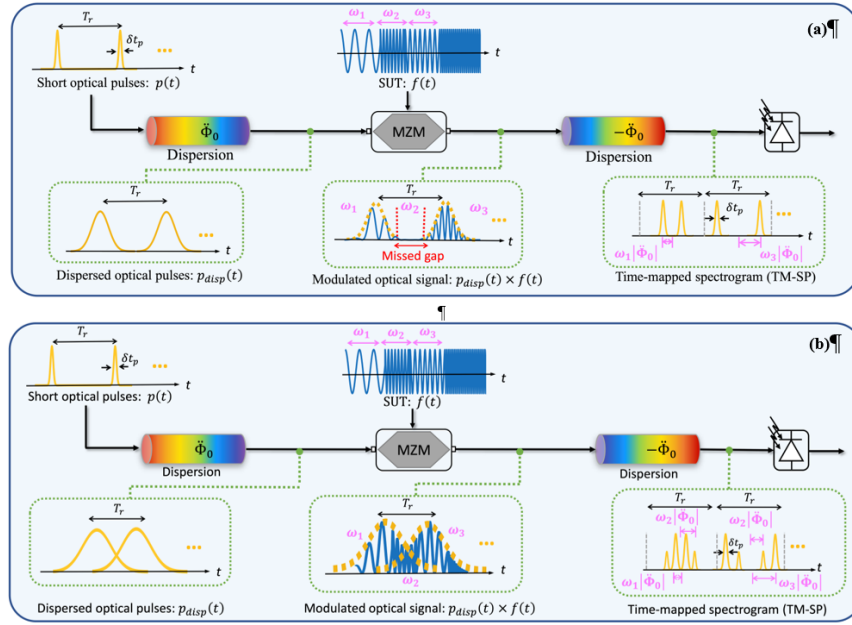 (a)¶
T_r
δt_p
t
Short optical pulses: p(t)
ω₁ ω₂ ω₃
t
SUT: f(t)
Φ̈₀
Dispersion
MZM
−Φ̈₀
Dispersion
T_r
t
Dispersed optical pulses: p_disp(t)
ω₁ T_r ω₂ ω₃
t
Missed gap
Modulated optical signal: p_disp(t) × f(t)
T_r T_r
δt_p
t
ω₁|Φ̈₀| ω₃|Φ̈₀|
Time-mapped spectrogram (TM-SP)
¶
(b)¶
T_r
δt_p
t
Short optical pulses: p(t)
ω₁ ω₂ ω₃
t
SUT: f(t)
Φ̈₀
Dispersion
MZM
−Φ̈₀
Dispersion
T_r
t
Dispersed optical pulses: p_disp(t)
T_r
ω₁ ω₃
t
ω₂
Modulated optical signal: p_disp(t) × f(t)
T_r T_r
ω₂|Φ̈₀| ω₂|Φ̈₀|
δt_p
t
ω₁|Φ̈₀| ω₃|Φ̈₀|
Time-mapped spectrogram (TM-SP)